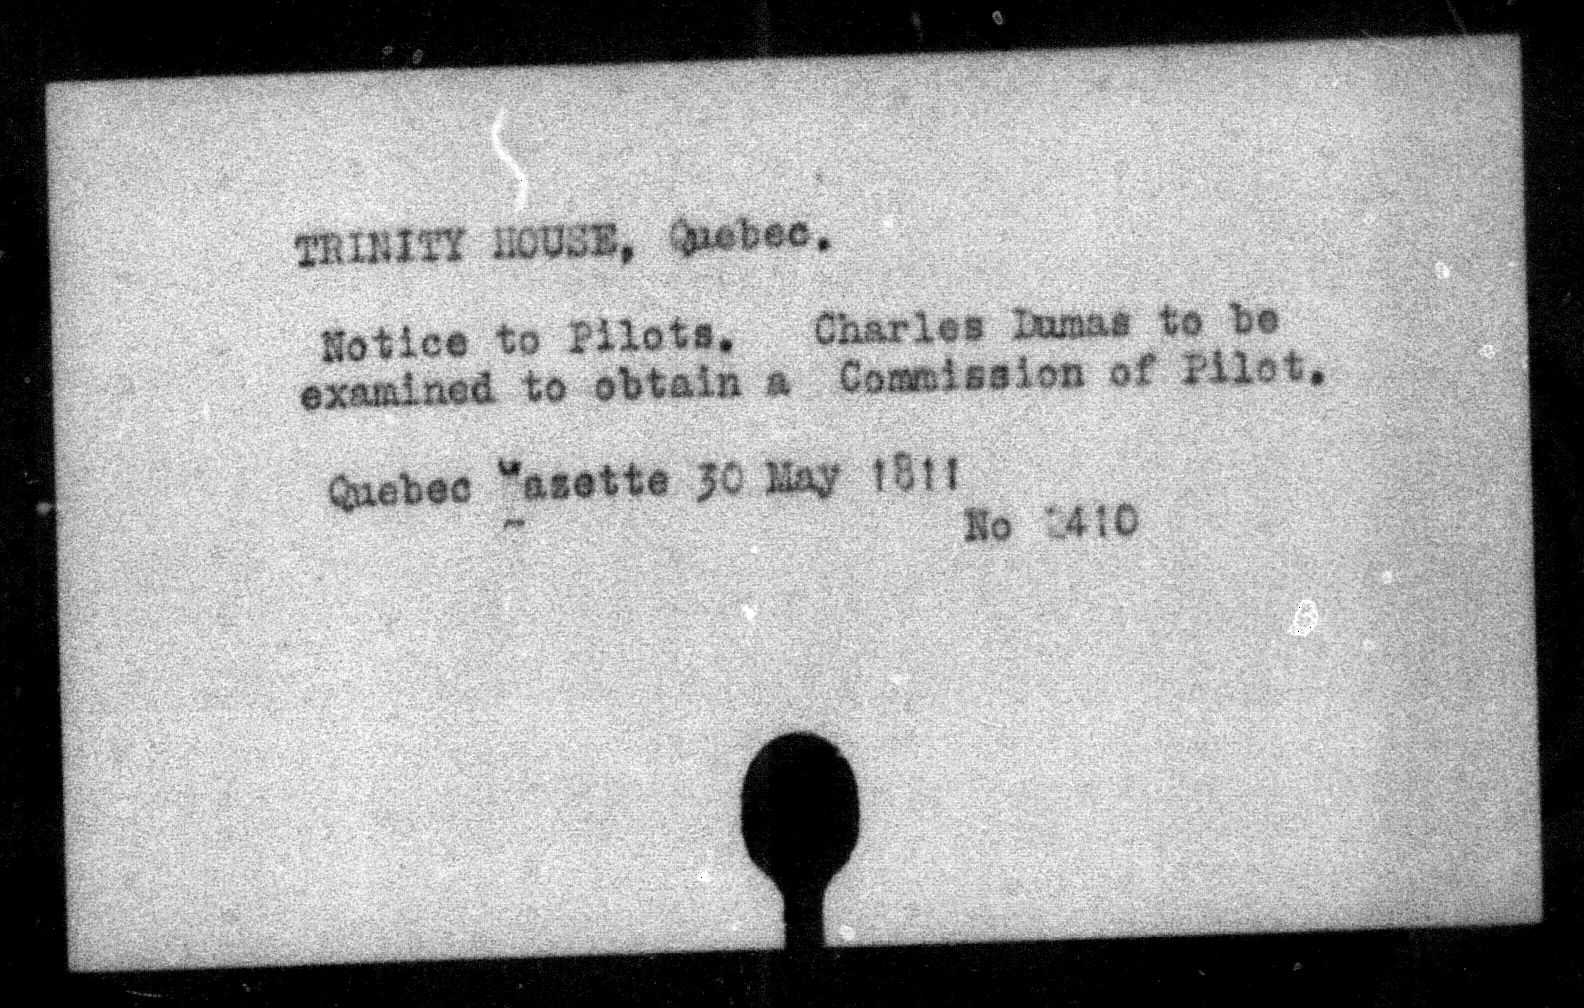 TRINITY HOUSE, Quebec.
Notice to Pilots. Charles Dumas to be
examined to obtain a Commission of Pilot.
Quebec Gazette 30 May 1811
No 2410